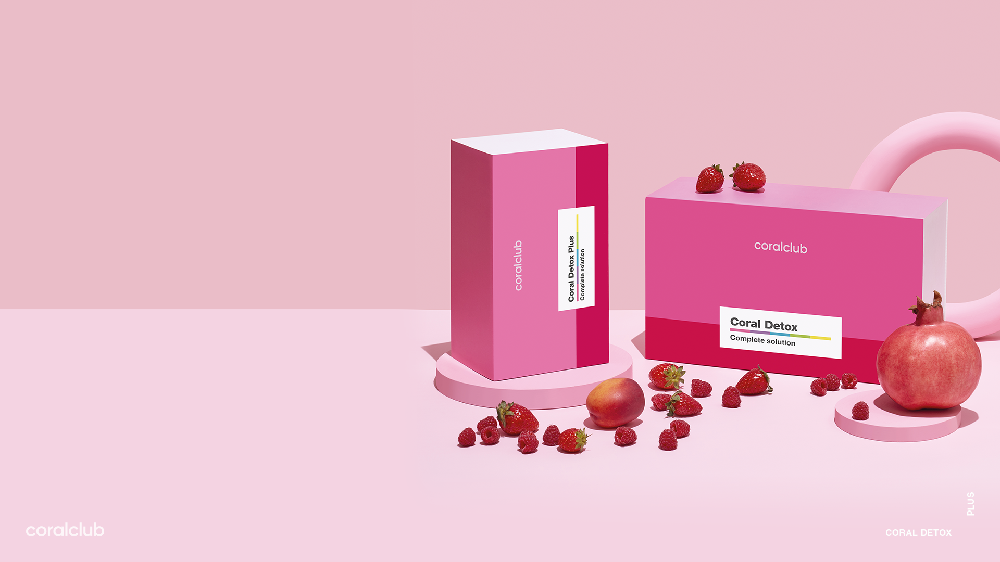 coralclub
Coral Detox Plus
Complete solution
coralclub
Coral Detox
Complete solution
coralclub
CORAL DETOX
PLUS